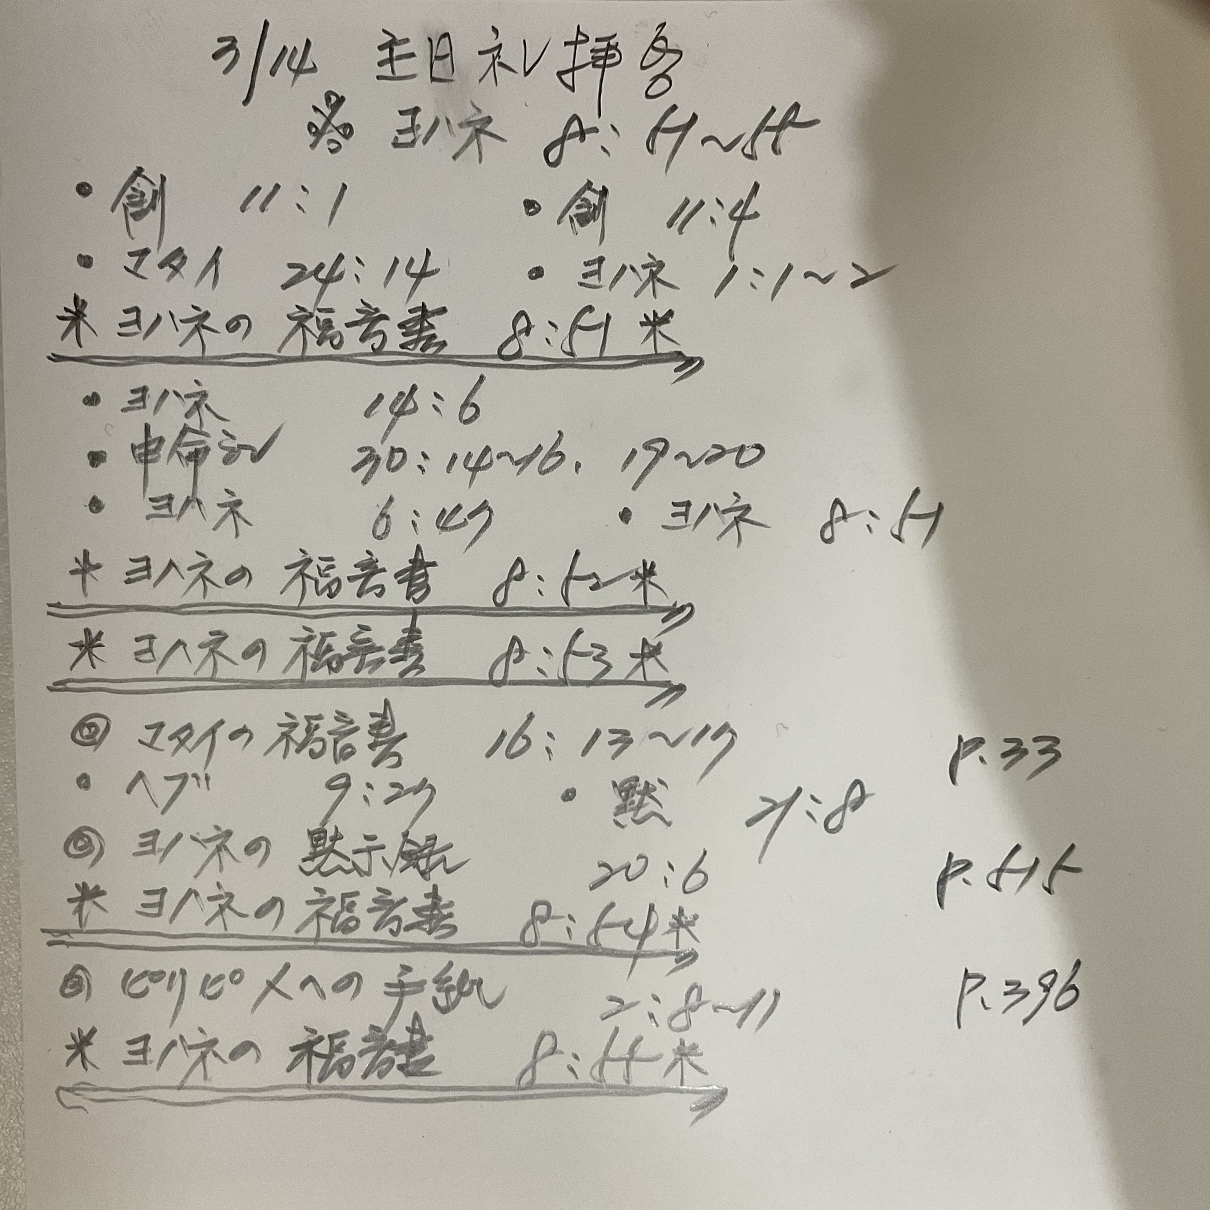 3/14 主日礼拝
※ ヨハネ 8:51~55
・創 11:1 ・創 11:4
・マタイ 24:14 ・ヨハネ 1:1~2
＊ヨハネの福音書 8:51＊
・ヨハネ 14:6
・申命記 30:14~16. 19~20
・ヨハネ 6:47 ・ヨハネ 8:51
＊ヨハネの福音書 8:52＊
＊ヨハネの福音書 8:53＊
◎マタイの福音書 16:13~17 P.33
・ヘブ 9:27 ・黙 21:8
◎ヨハネの黙示録 20:6 P.515
＊ヨハネの福音書 8:54＊
◎ピリピ人への手紙 2:8~11 P.396
＊ヨハネの福音書 8:55＊